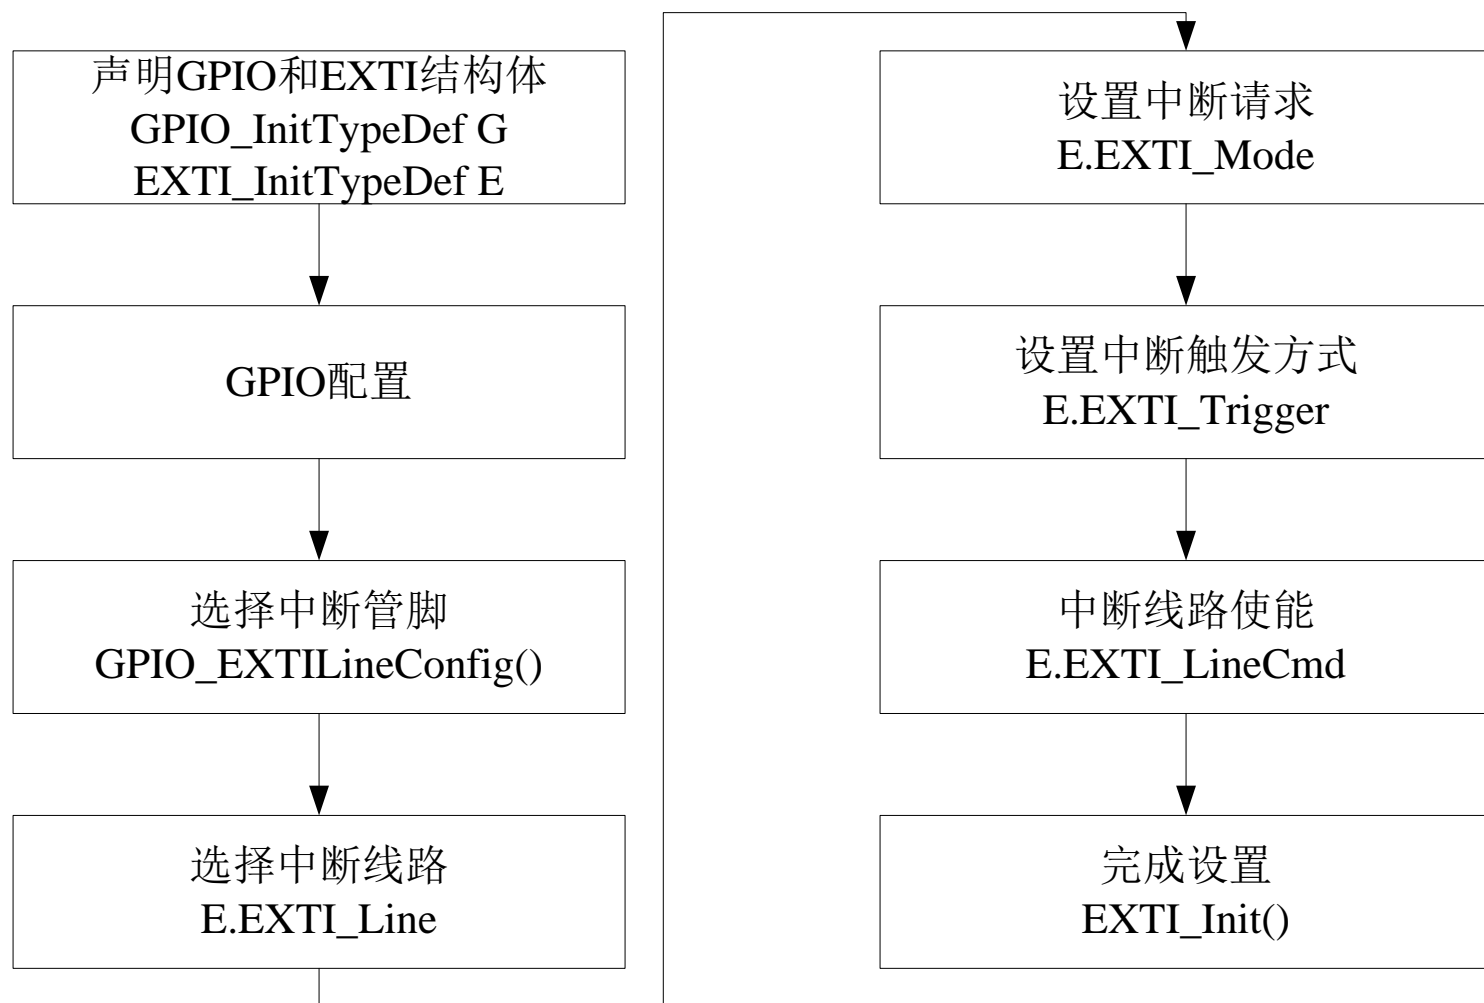 声明GPIO和EXTI结构体
GPIO_InitTypeDef G
EXTI_InitTypeDef E
GPIO配置
选择中断管脚
GPIO_EXTILineConfig()
选择中断线路
E.EXTI_Line
设置中断请求
E.EXTI_Mode
设置中断触发方式
E.EXTI_Trigger
中断线路使能
E.EXTI_LineCmd
完成设置
EXTI_Init()